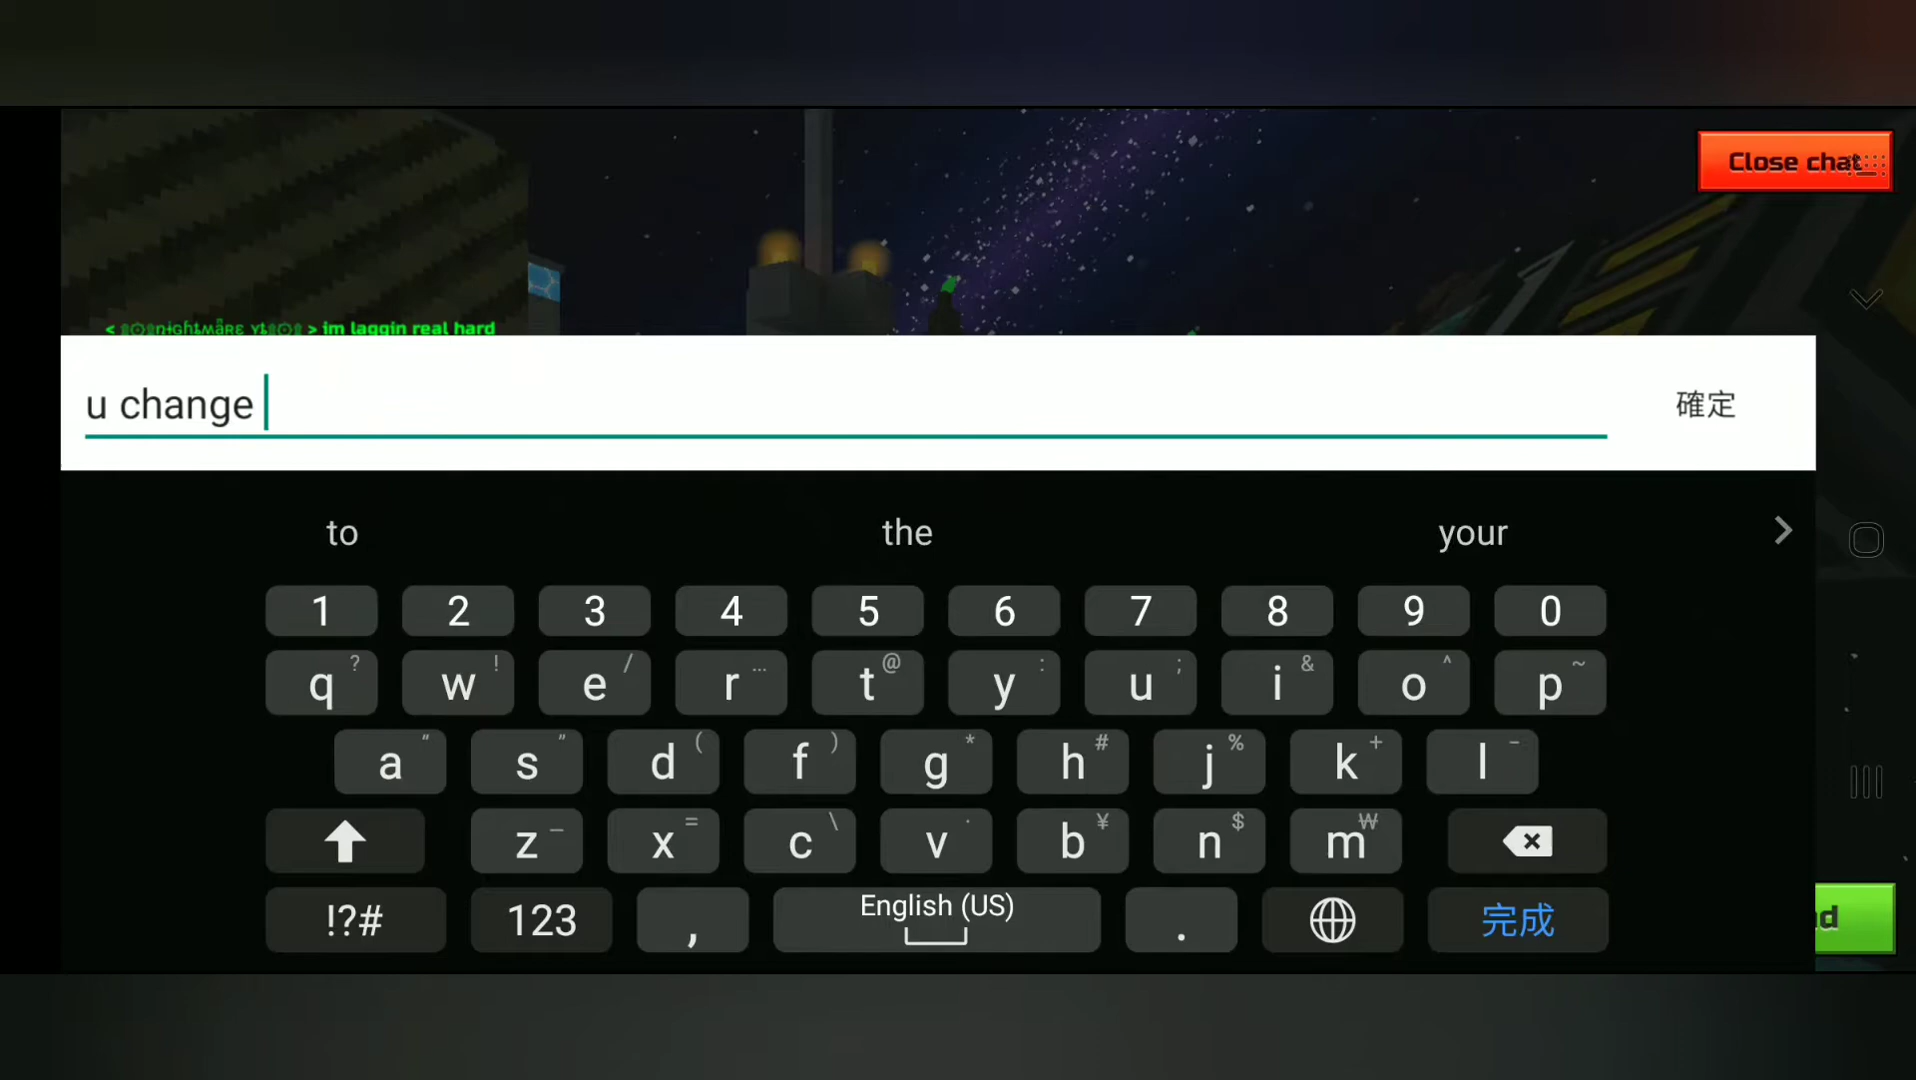 Close chat
> im laggin real hard
u change
確定
to the your
1 2 3 4 5 6 7 8 9 0
q ? w ! e / r ... t @ y : u ; i & o ^ p ~
a " s " d ( f ) g * h # j % k + l -
z _ x = c \ v · b ¥ n $ m ₩
!?# 123 , English (US) . 完成